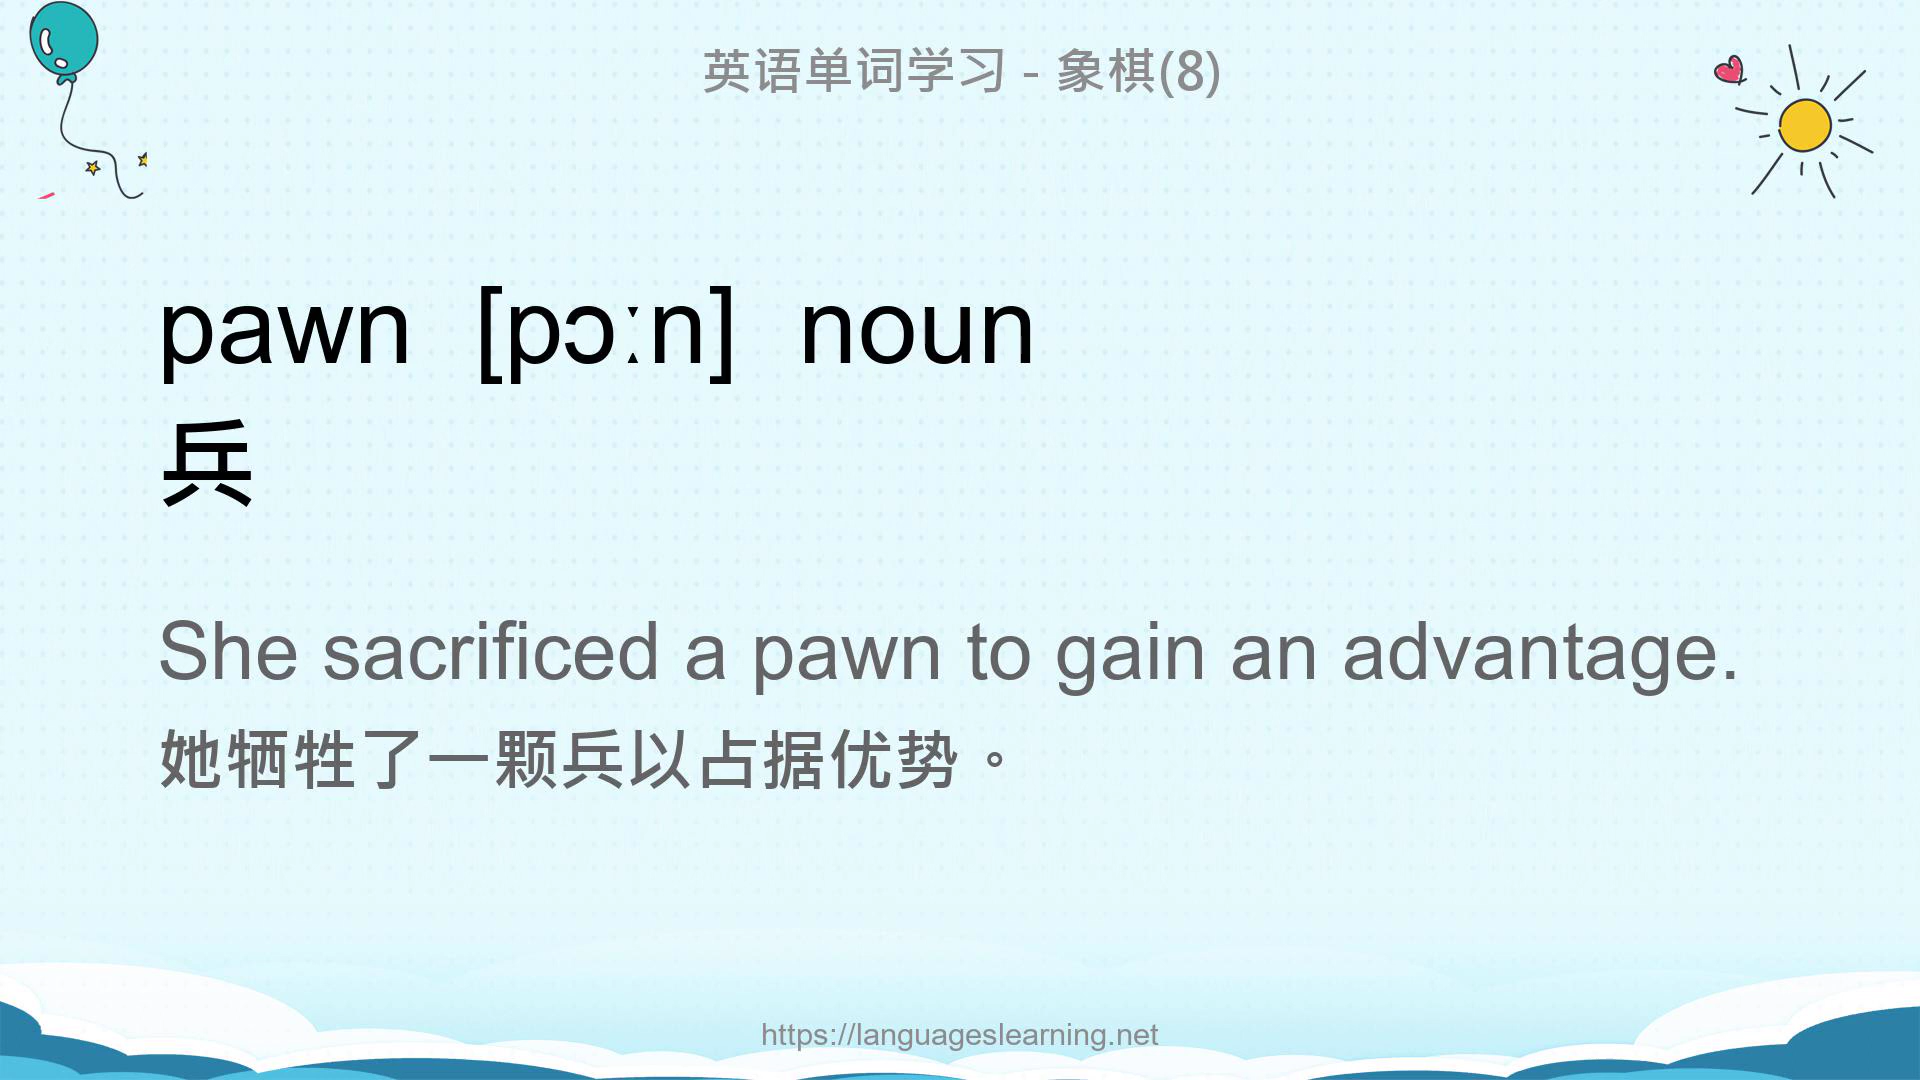 英语单词学习 - 象棋(8)
pawn [pɔːn] noun
兵
She sacrificed a pawn to gain an advantage.
她牺牲了一颗兵以占据优势。
https://languageslearning.net